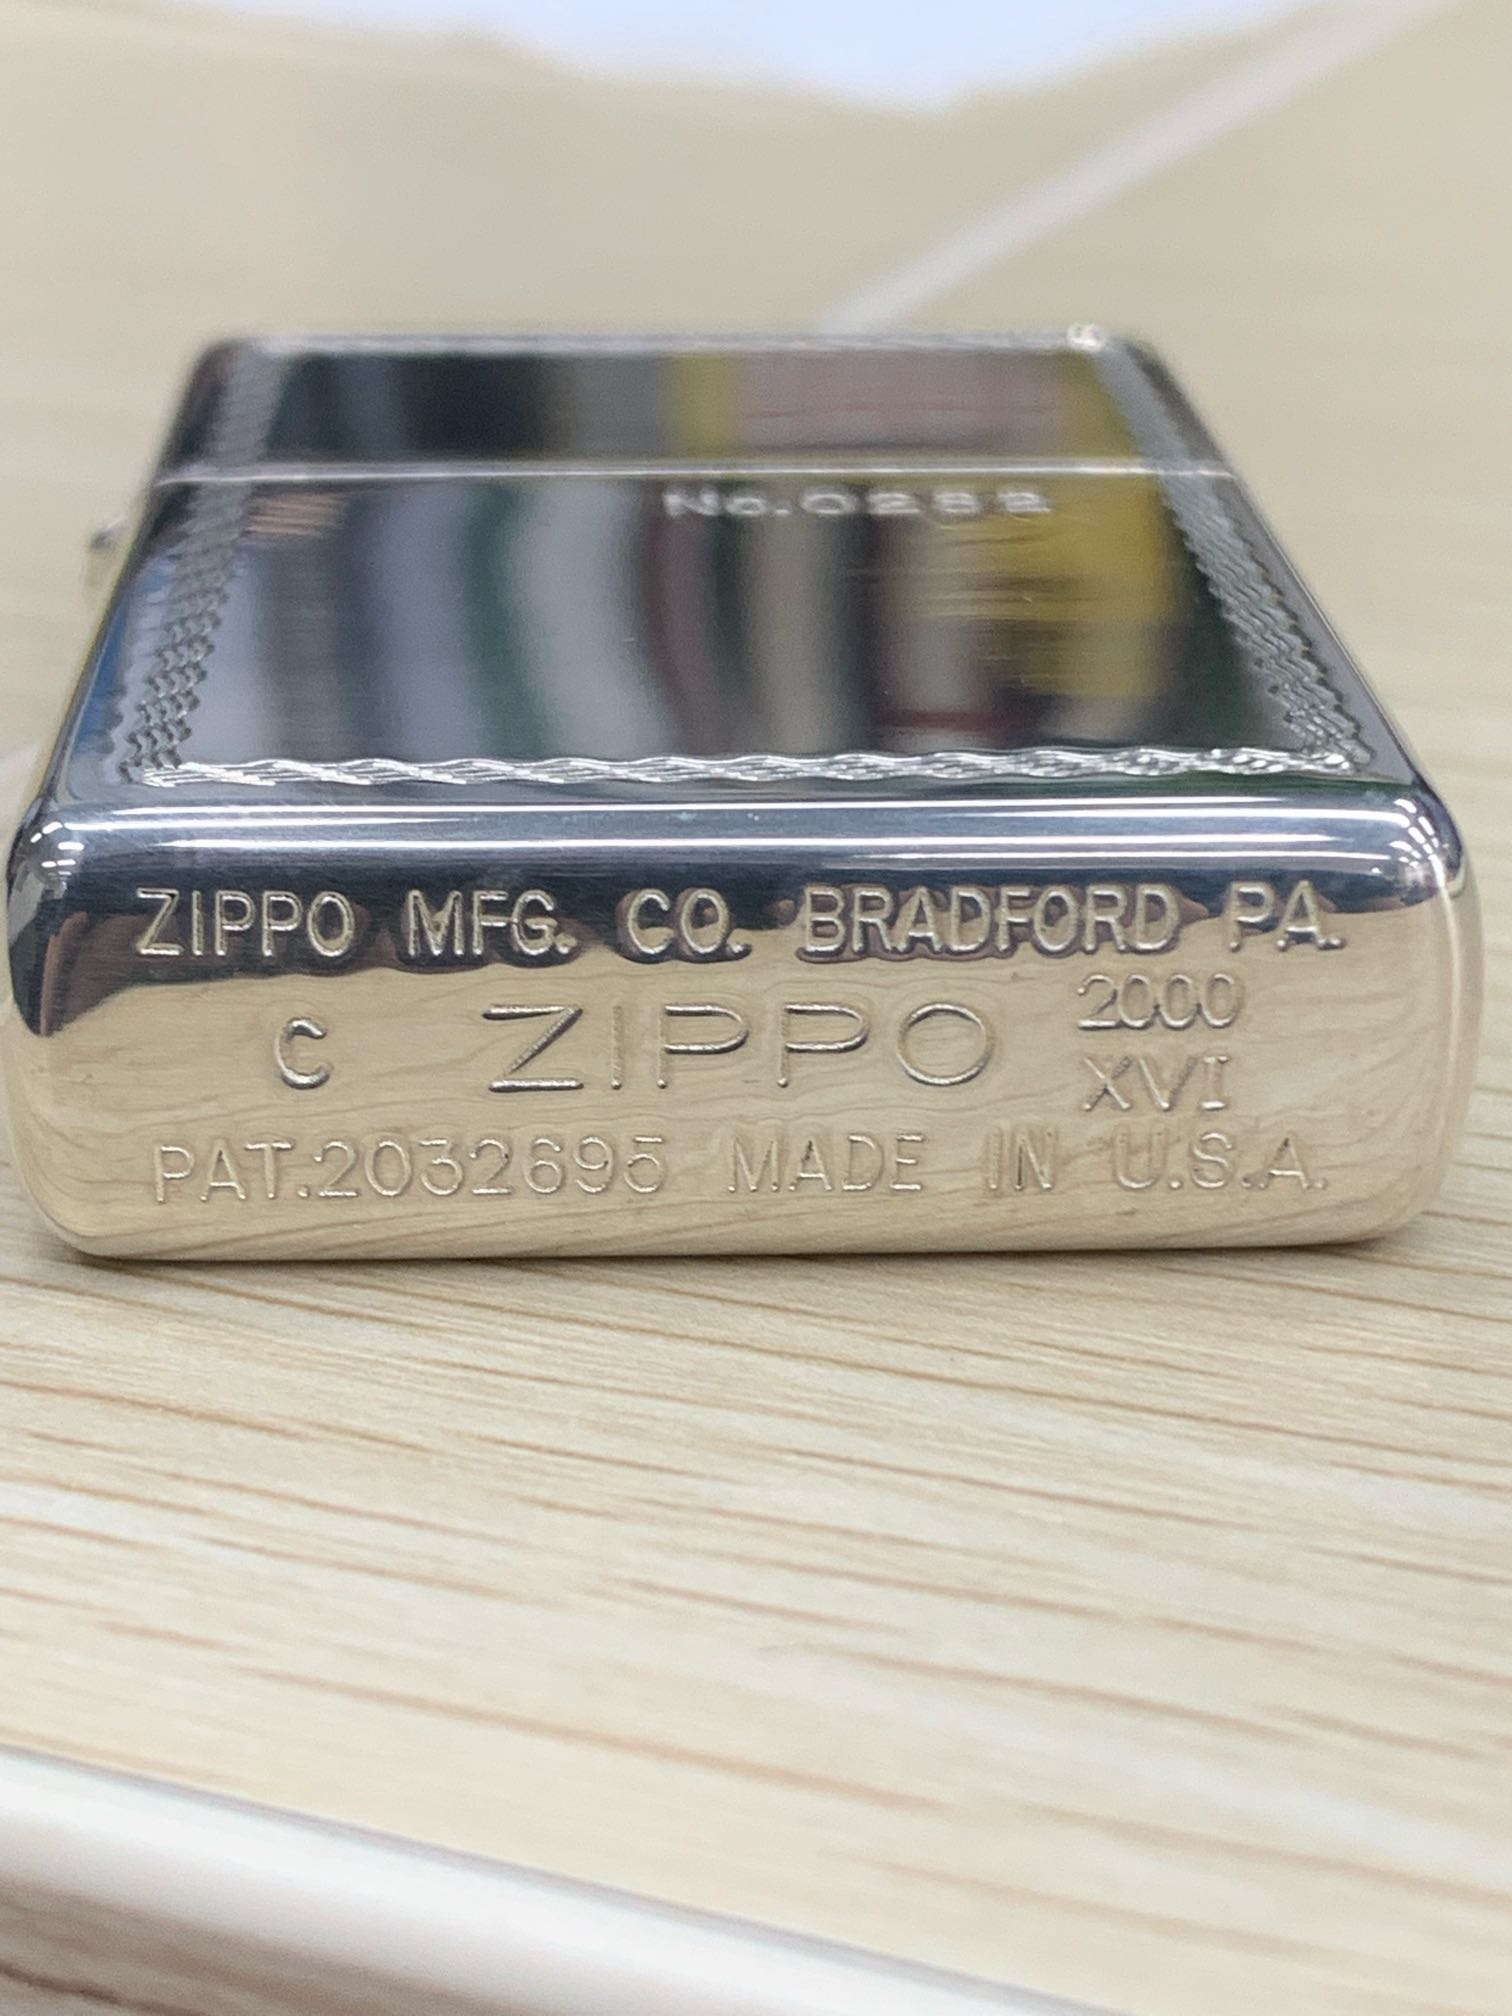 No.0282
ZIPPO MFG. CO. BRADFORD PA.
C ZIPPO 2000
XVI
PAT.2032695 MADE IN U.S.A.